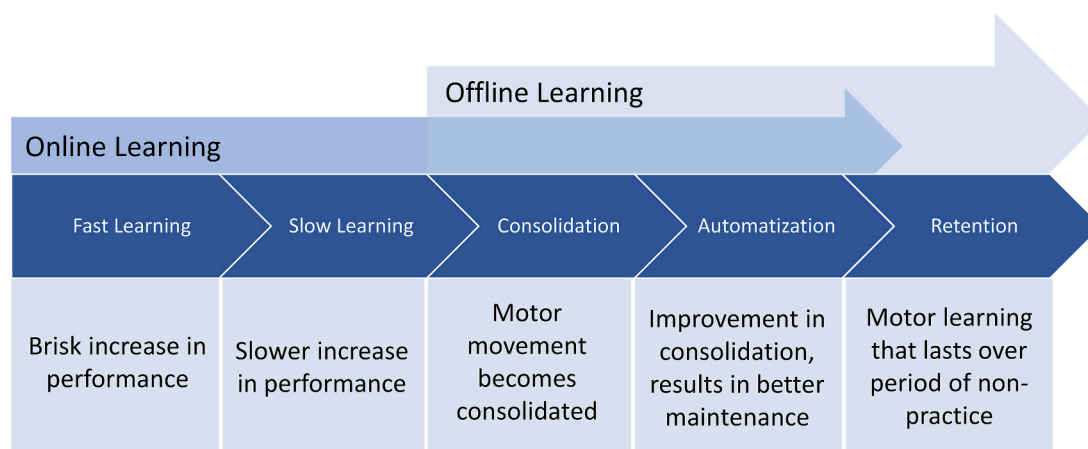 Offline Learning
Online Learning
Fast Learning
Slow Learning
Consolidation
Automatization
Retention
Brisk increase in
performance
Slower increase
in performance
Motor
movement
becomes
consolidated
Improvement in
consolidation,
results in better
maintenance
Motor learning
that lasts over
period of non-
practice